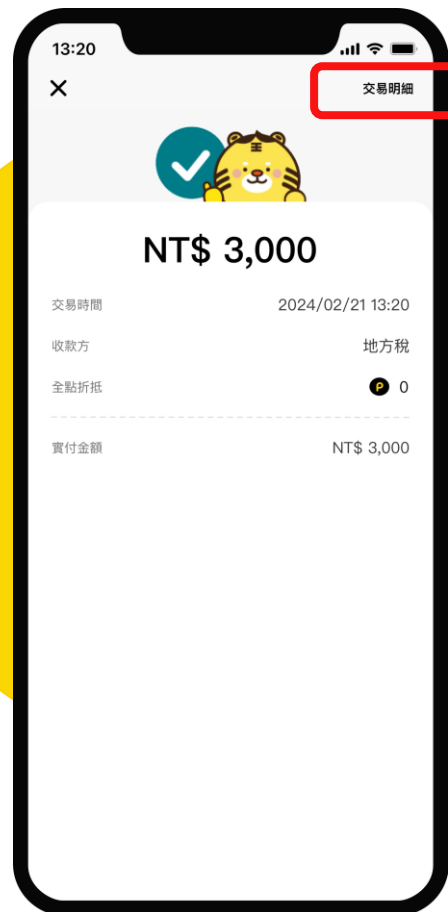 13:20
交易明細
王
NT$ 3,000
交易時間 2024/02/21 13:20
收款方 地方稅
全點折抵 P 0
實付金額 NT$ 3,000